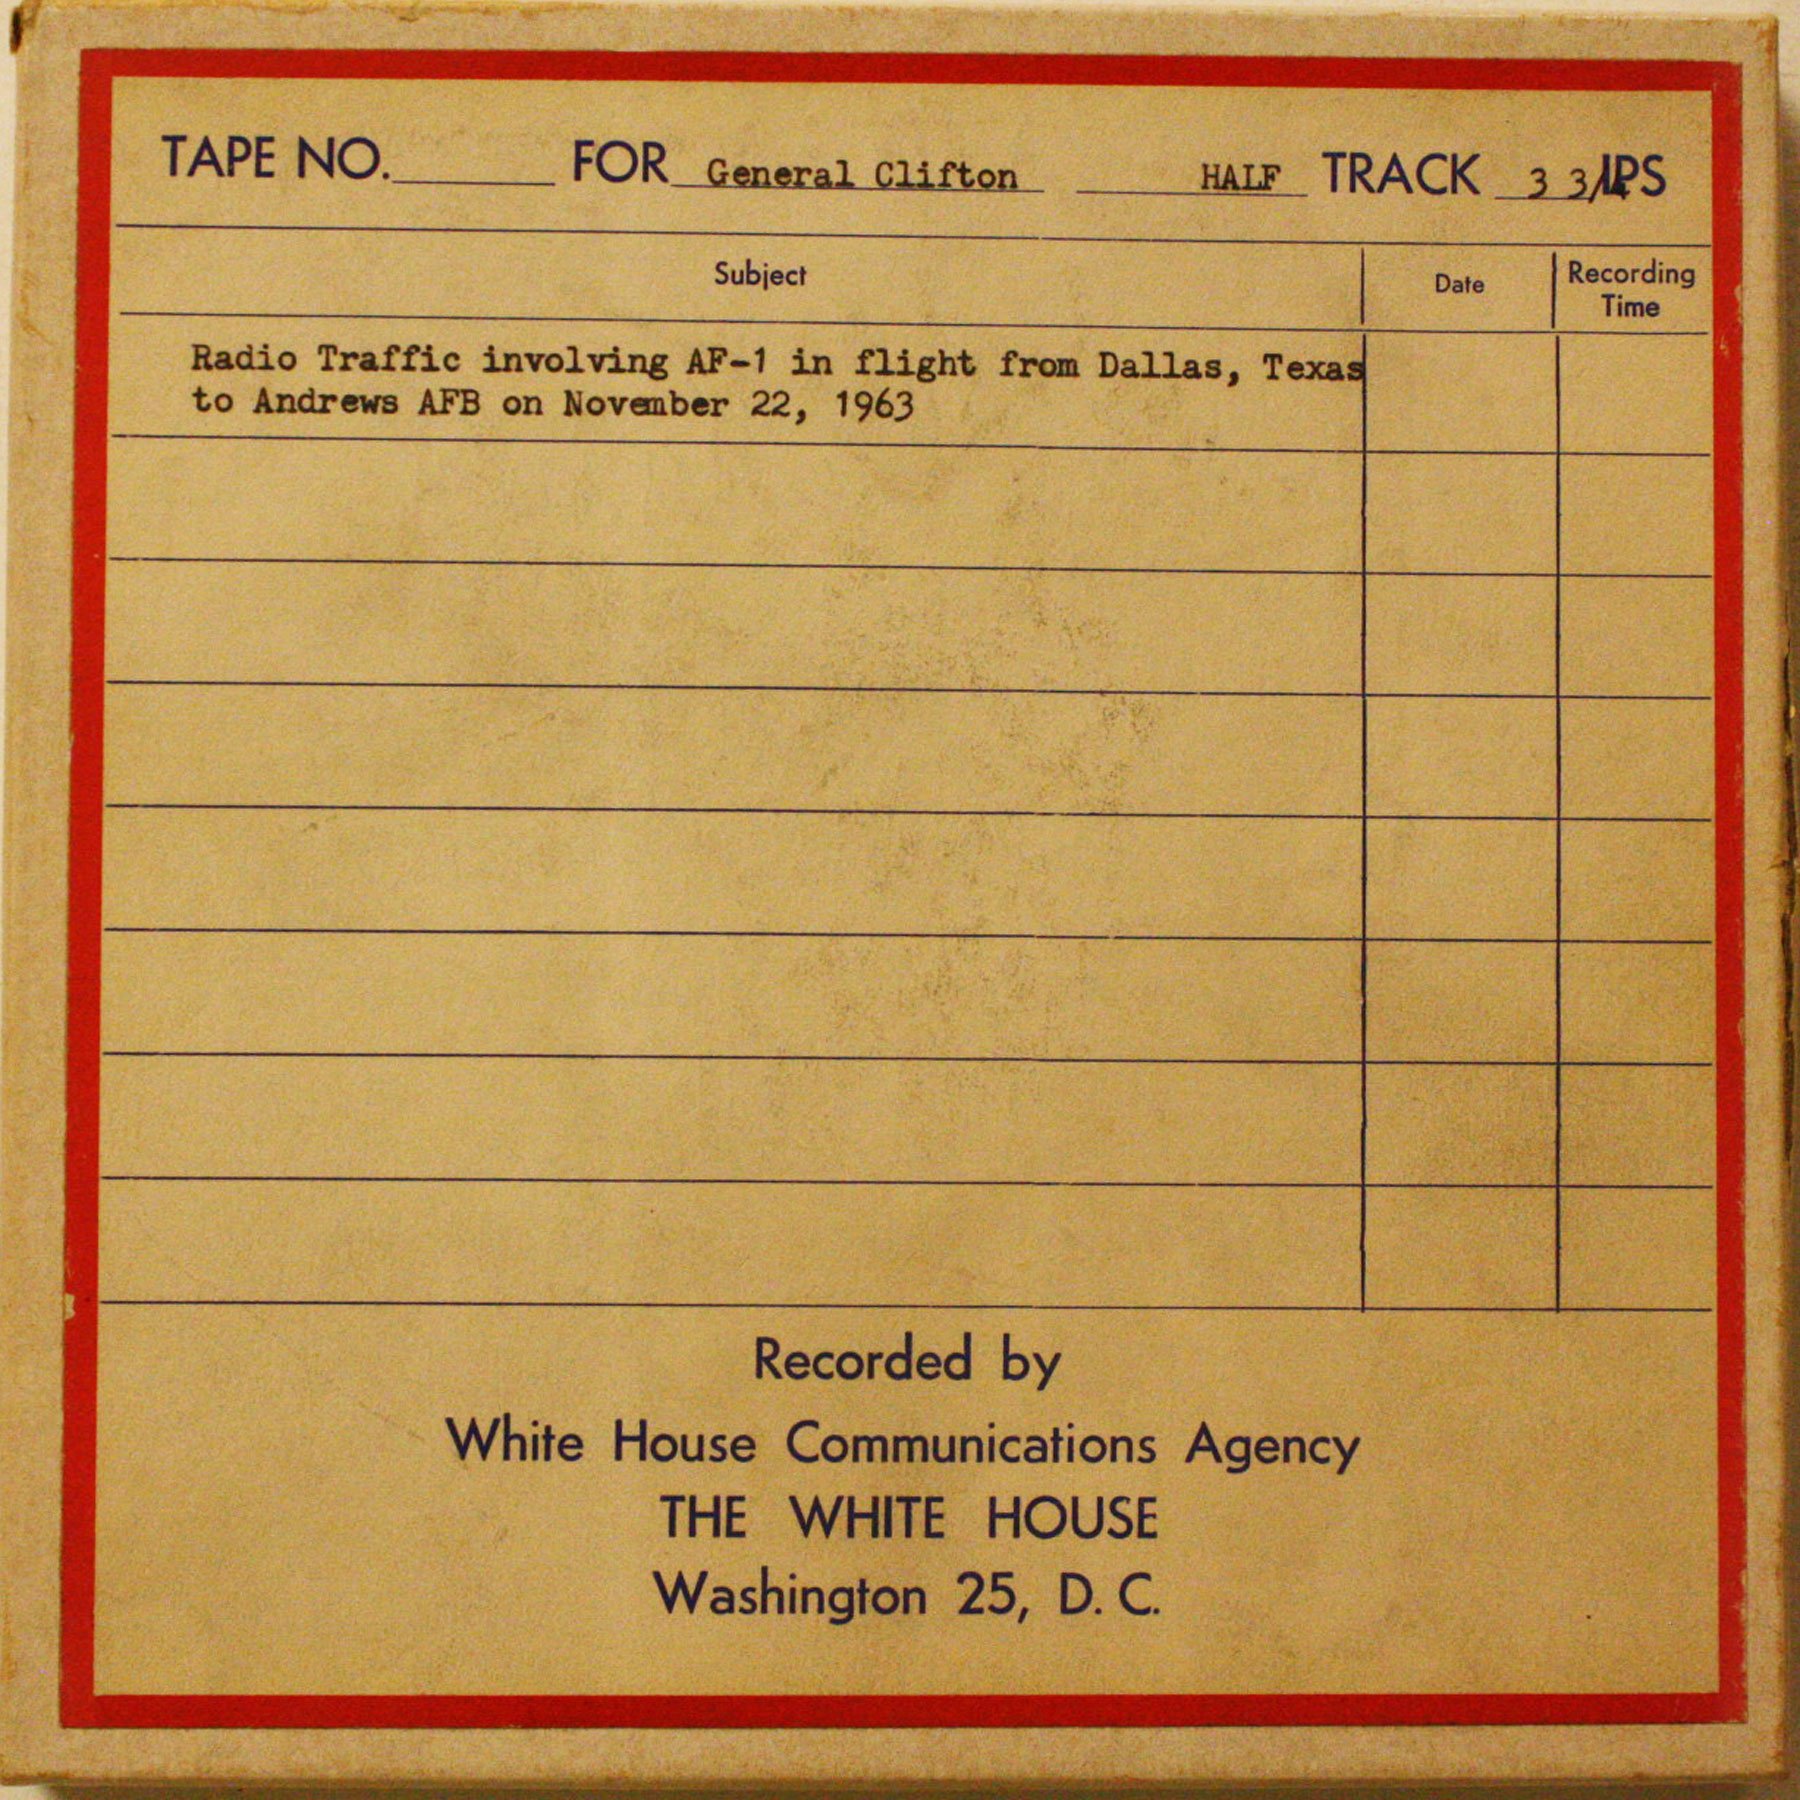 TAPE NO. FOR General Clifton HALF TRACK 3 3/4 IPS
Subject Date Recording
Time
Radio Traffic involving AF-1 in flight from Dallas, Texas
to Andrews AFB on November 22, 1963
Recorded by
White House Communications Agency
THE WHITE HOUSE
Washington 25, D. C.